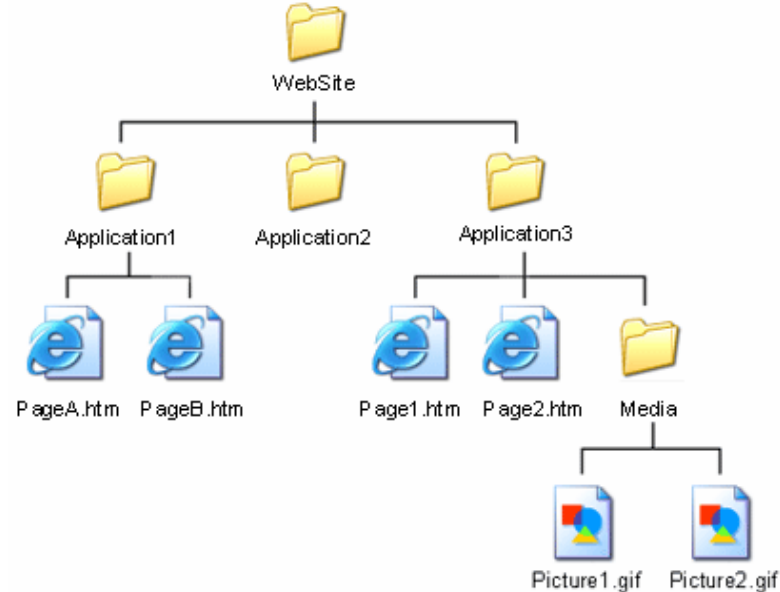 WebSite
Application1 Application2 Application3
PageA.htm PageB.htm Page1.htm Page2.htm Media
Picture1.gif Picture2.gif